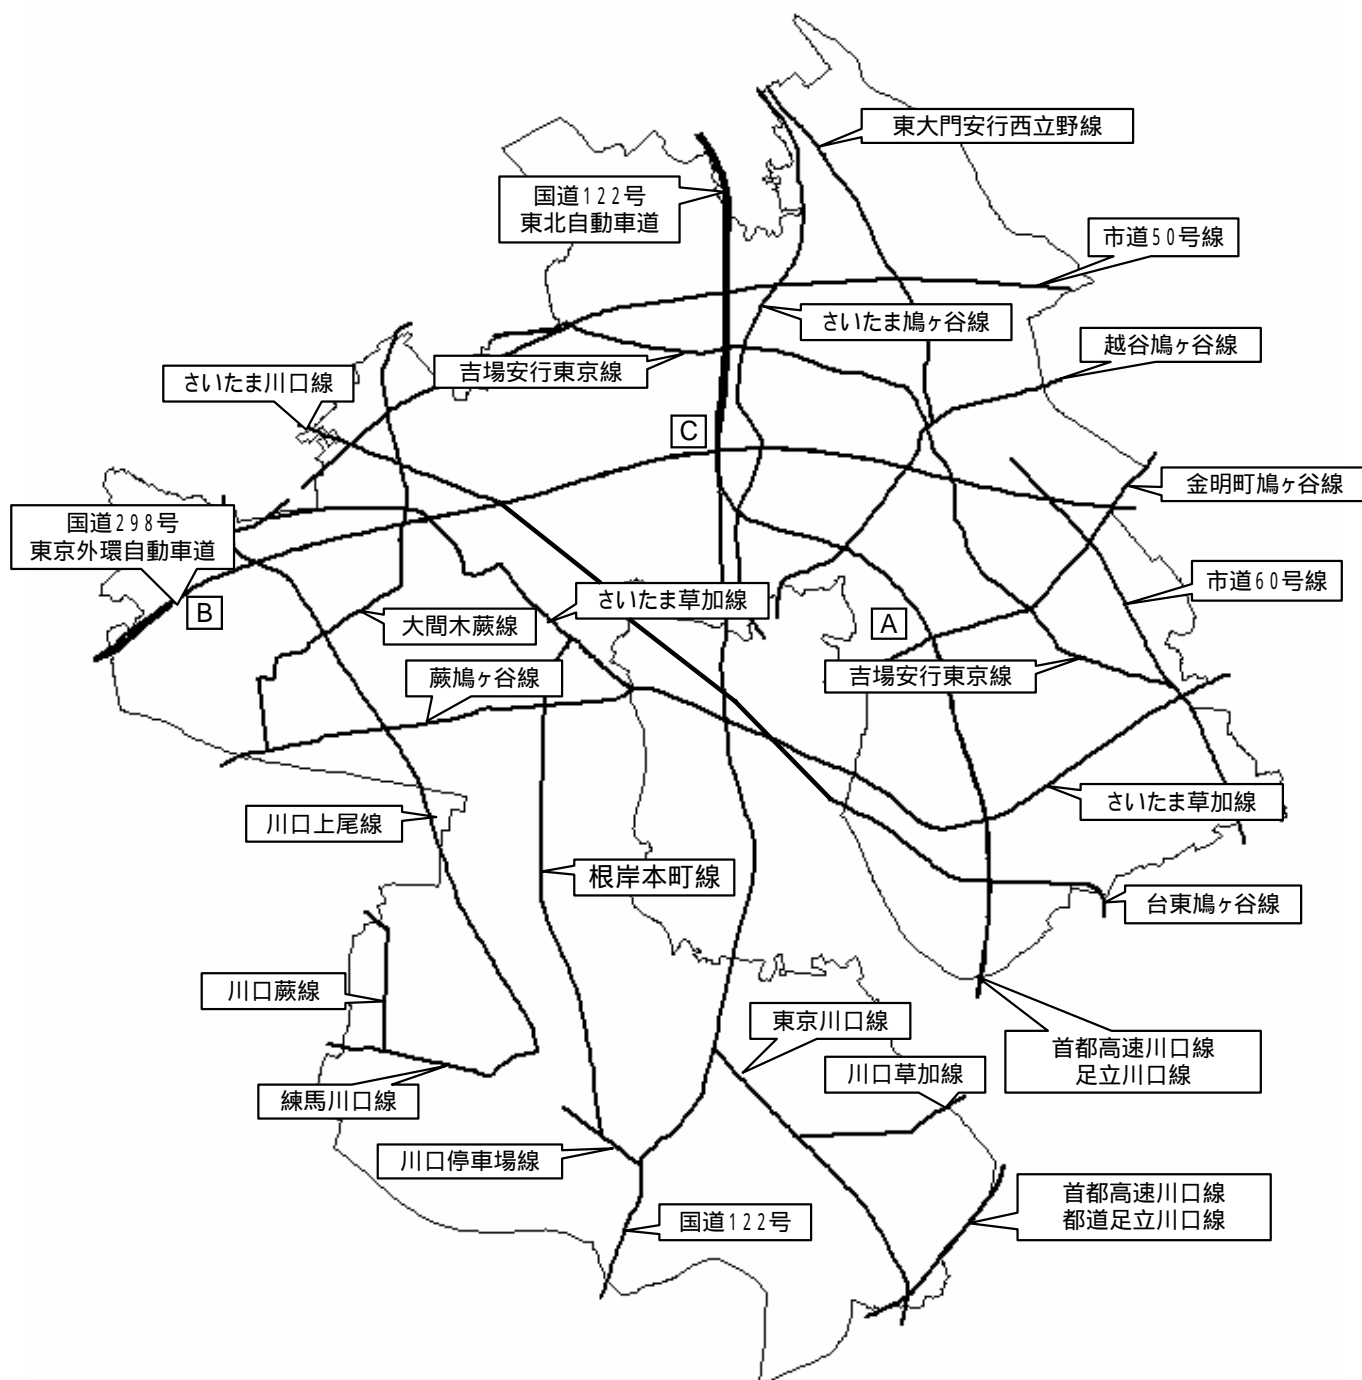 東大門安行西立野線
国道122号
東北自動車道
市道50号線
さいたま鳩ヶ谷線
越谷鳩ヶ谷線
吉場安行東京線
さいたま川口線
C
金明町鳩ヶ谷線
国道298号
東京外環自動車道
市道60号線
B
さいたま草加線
大間木蕨線
A
蕨鳩ヶ谷線
吉場安行東京線
川口上尾線
さいたま草加線
根岸本町線
台東鳩ヶ谷線
川口蕨線
東京川口線
首都高速川口線
足立川口線
川口草加線
練馬川口線
川口停車場線
首都高速川口線
都道足立川口線
国道122号